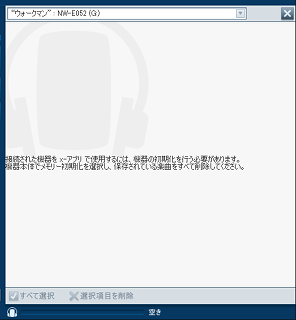 "ウォークマン" : NW-E052 (G:)
接続された機器を x-アプリ で使用するには、機器の初期化を行う必要があります。
機器本体でメモリー初期化を選択し、保存されている楽曲をすべて削除してください。
すべて選択 選択項目を削除
空き